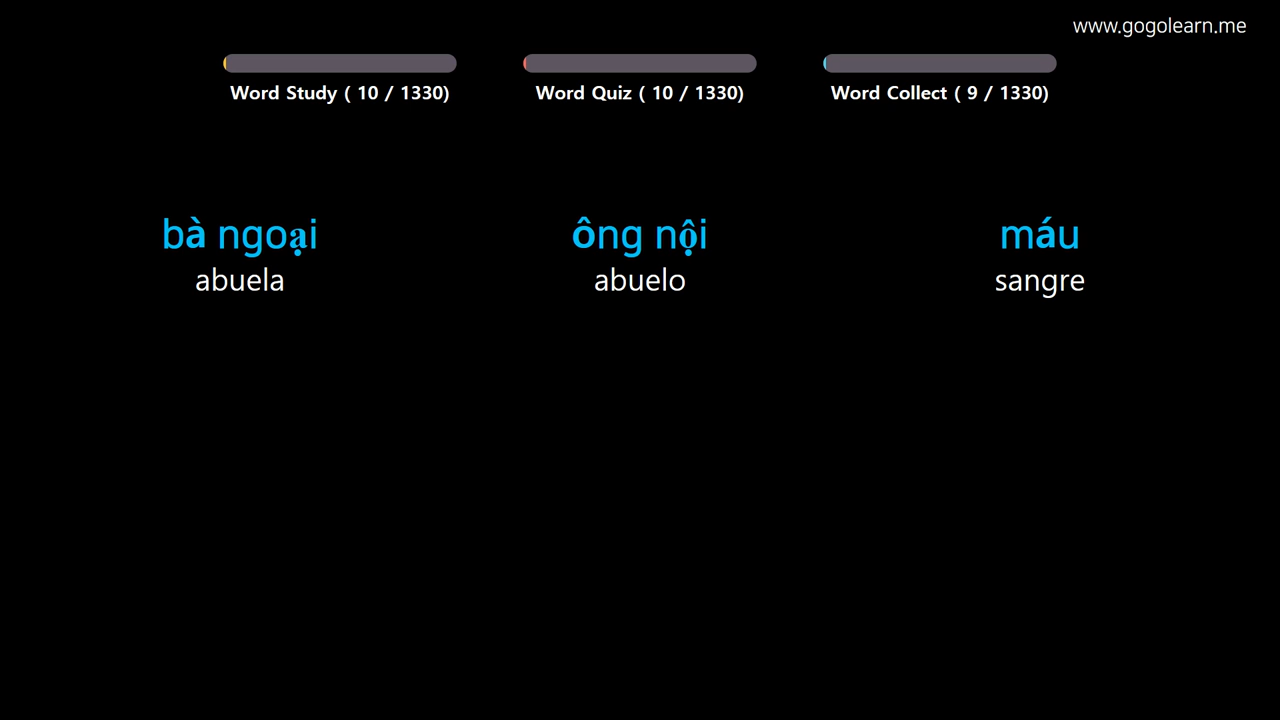 www.gogolearn.me
Word Study ( 10 / 1330)
Word Quiz ( 10 / 1330)
Word Collect ( 9 / 1330)
bà ngoại
abuela
ông nội
abuelo
máu
sangre